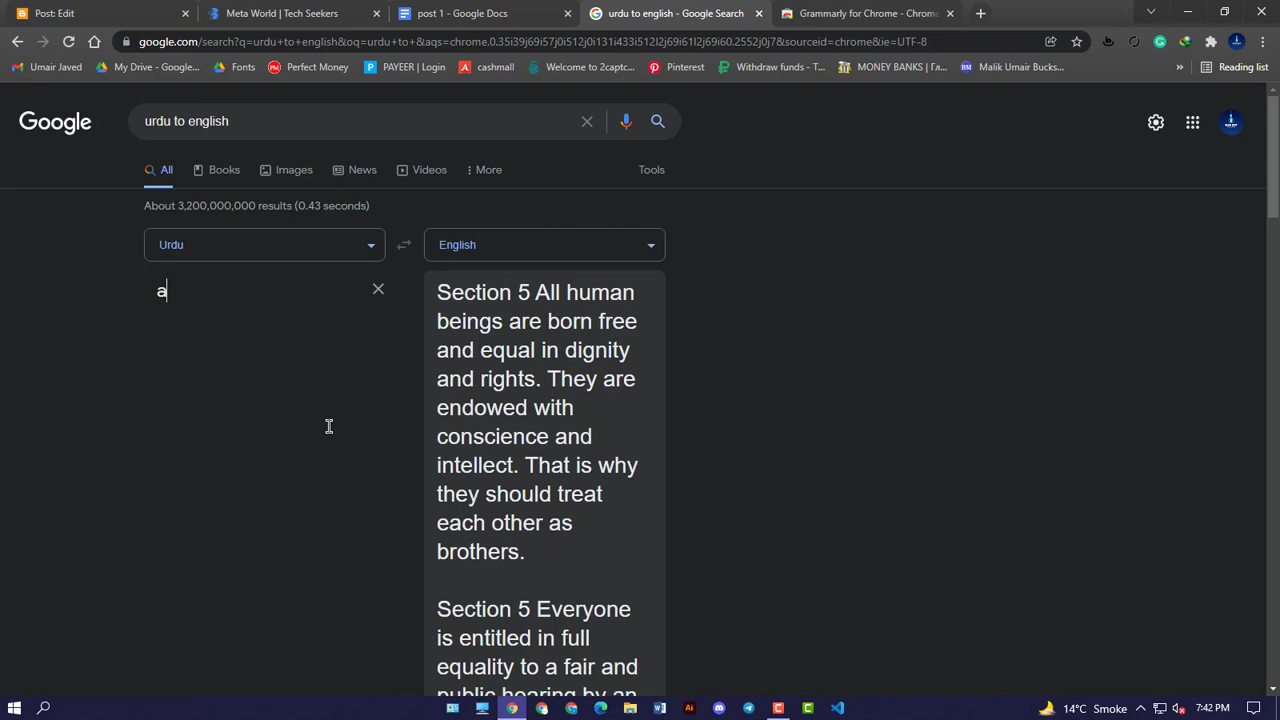 Post: Edit
Meta World | Tech Seekers
post 1 - Google Docs
urdu to english - Google Search
Grammarly for Chrome - Chrome
google.com/search?q=urdu+to+english&oq=urdu+to+&aqs=chrome.0.35i39j69i57j0i512j0i131i433i512l2j69i61l2j69i60.2552j0j7&sourceid=chrome&ie=UTF-8
Umair Javed
My Drive - Google...
Fonts
Perfect Money
PAYEER | Login
cashmall
Welcome to 2captc...
Pinterest
Withdraw funds - T...
MONEY BANKS | Гл...
Malik Umair Bucks...
»
Reading list
Google
urdu to english
All
Books
Images
News
Videos
More
Tools
About 3,200,000,000 results (0.43 seconds)
Urdu
English
a
Section 5 All human
beings are born free
and equal in dignity
and rights. They are
endowed with
conscience and
intellect. That is why
they should treat
each other as
brothers.
Section 5 Everyone
is entitled in full
equality to a fair and
public hearing by an
14°C Smoke
7:42 PM